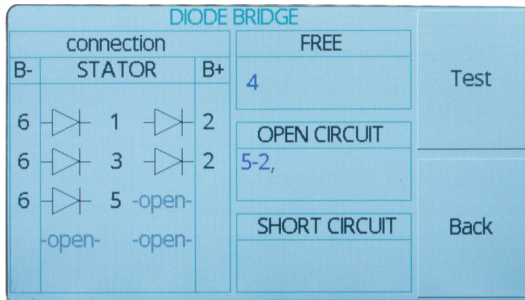 DIODE BRIDGE
connection
B- STATOR B+
6 1 2
6 3 2
6 5 -open-
-open- -open-
FREE
4
OPEN CIRCUIT
5-2,
SHORT CIRCUIT
Test
Back